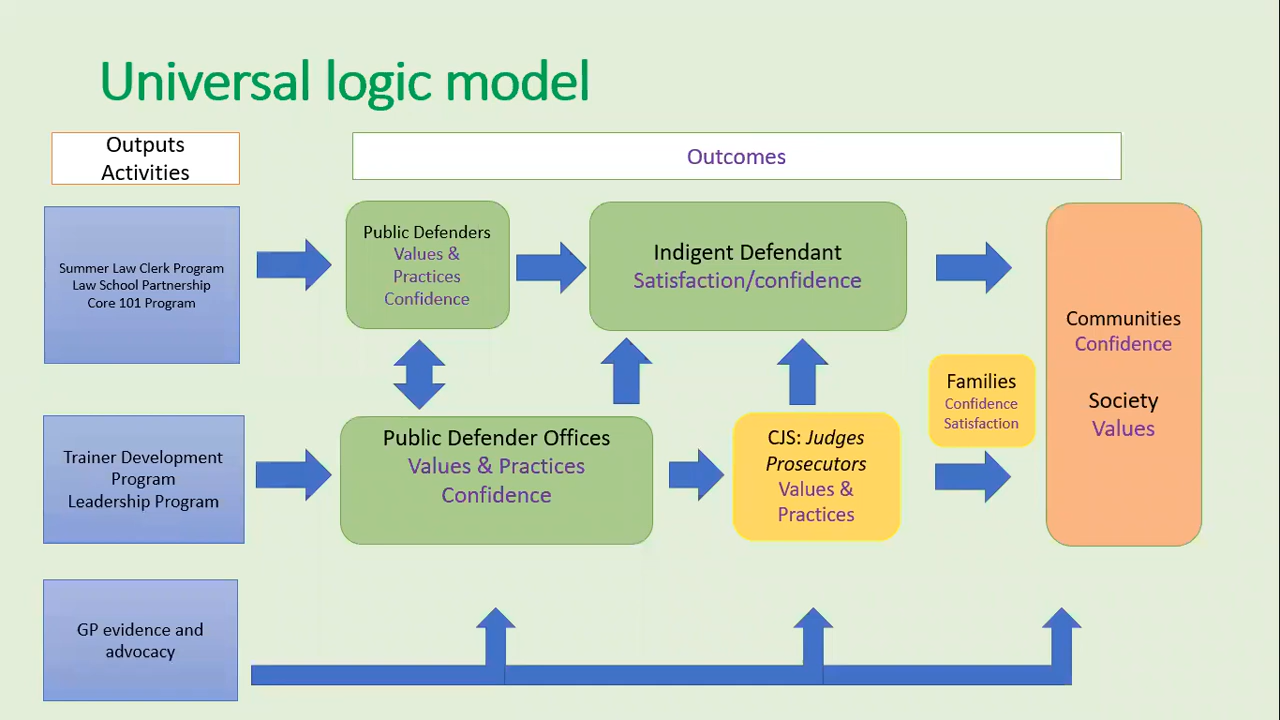 Universal logic model
Outputs
Activities
Outcomes
Summer Law Clerk Program
Law School Partnership
Core 101 Program
Public Defenders
Values &
Practices
Confidence
Indigent Defendant
Satisfaction/confidence
Communities
Confidence
Society
Values
Families
Confidence
Satisfaction
Trainer Development
Program
Leadership Program
Public Defender Offices
Values & Practices
Confidence
CJS: Judges
Prosecutors
Values &
Practices
GP evidence and
advocacy